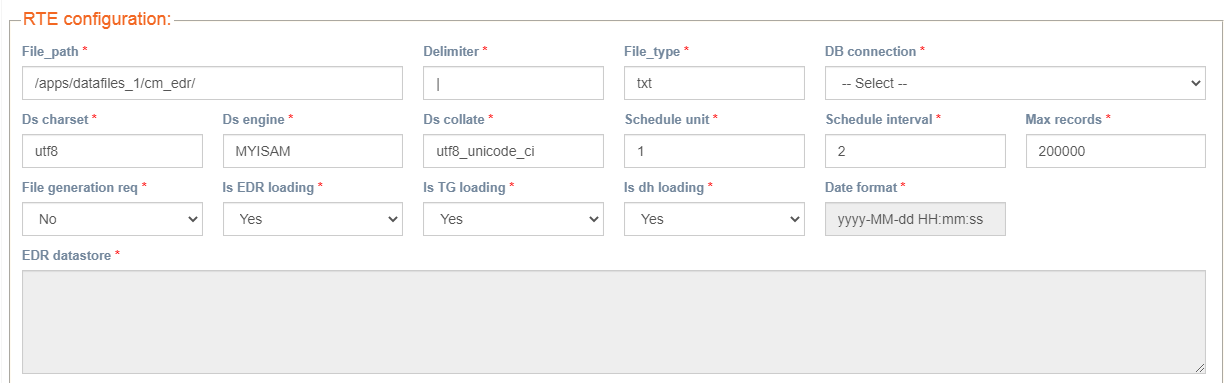 RTE configuration:
File_path * Delimiter * File_type * DB connection *
/apps/datafiles_1/cm_edr/ | txt -- Select --
Ds charset * Ds engine * Ds collate * Schedule unit * Schedule interval * Max records *
utf8 MYISAM utf8_unicode_ci 1 2 200000
File generation req * Is EDR loading * Is TG loading * Is dh loading * Date format *
No Yes Yes Yes yyyy-MM-dd HH:mm:ss
EDR datastore *